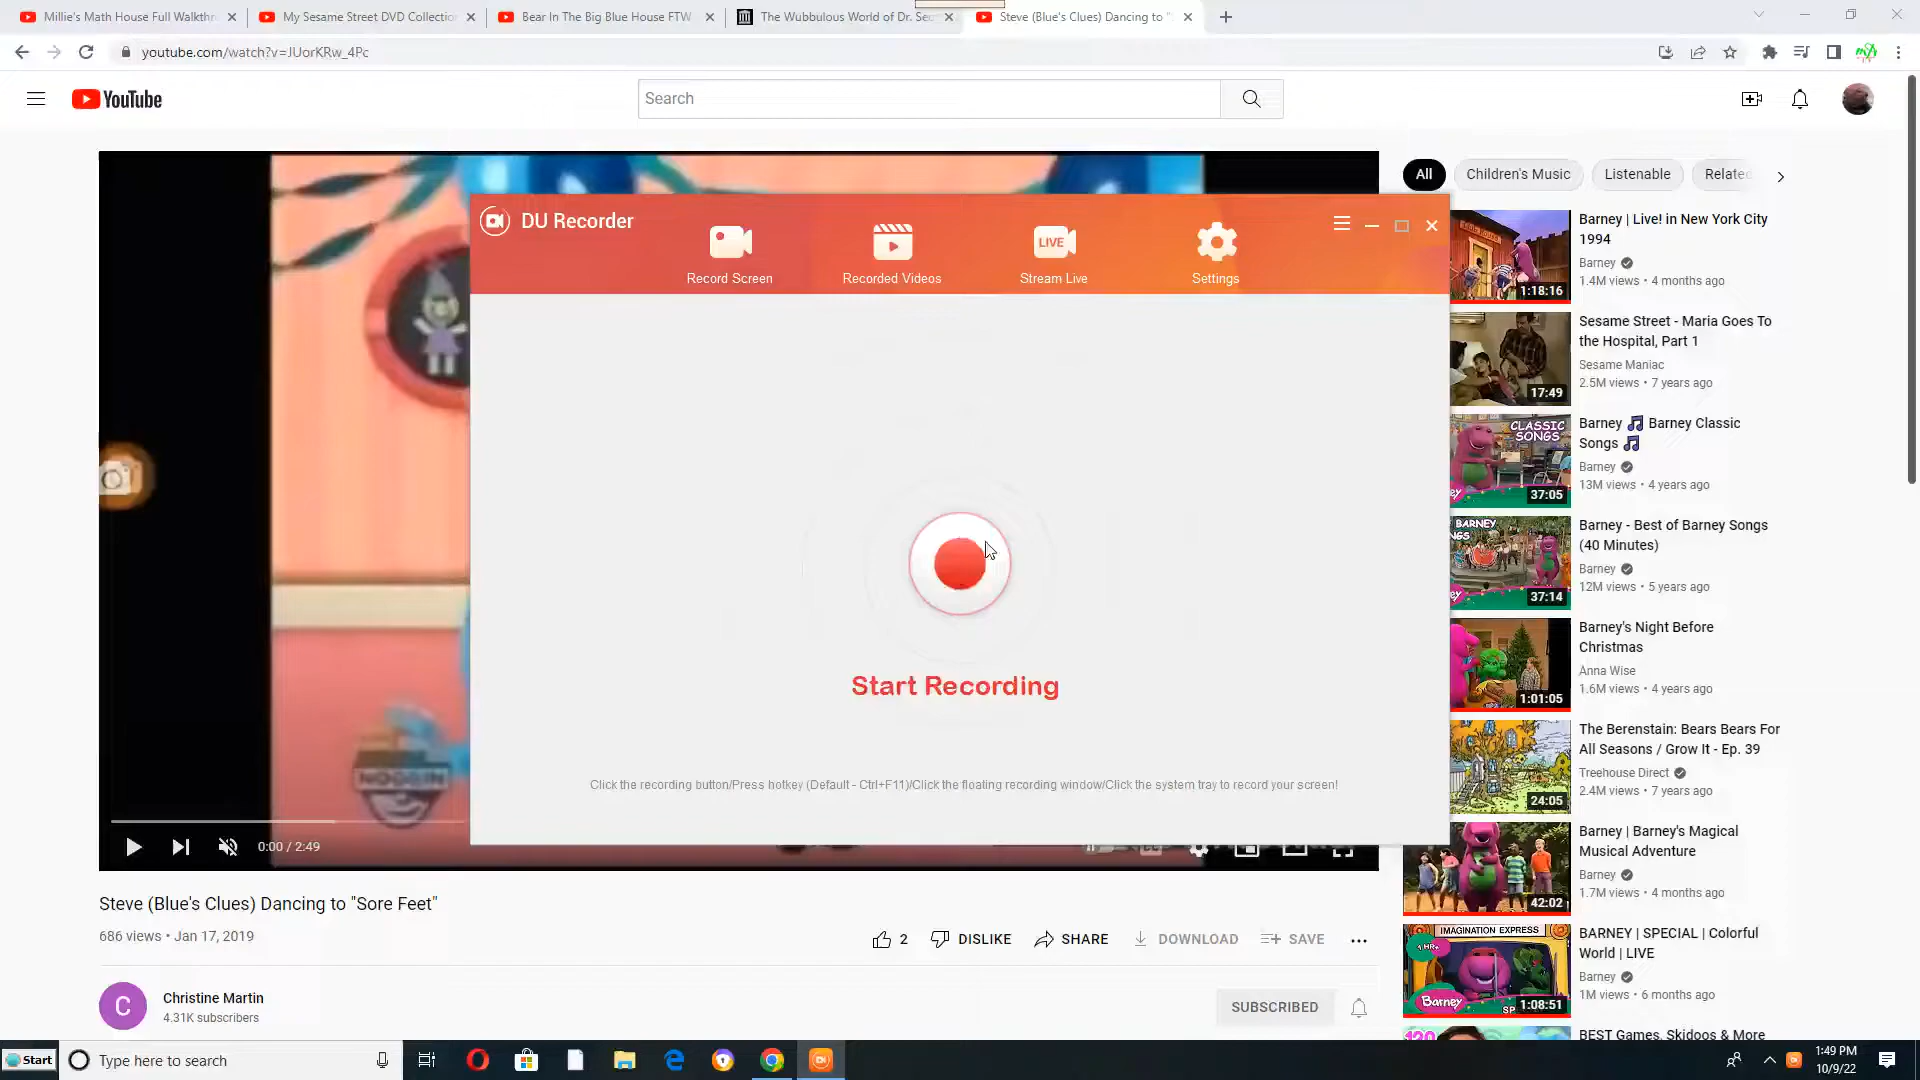 Millie's Math House Full Walkthr
My Sesame Street DVD Collection
Bear In The Big Blue House FTW
The Wubbulous World of Dr. Seu
Steve (Blue's Clues) Dancing to "
youtube.com/watch?v=JUorKRw_4Pc
YouTube
Search
All
Children's Music
Listenable
Related
DU Recorder
Record Screen
Recorded Videos
LIVE
Stream Live
Settings
Start Recording
Click the recording button/Press hotkey (Default - Ctrl+F11)/Click the floating recording window/Click the system tray to record your screen!
NOGGIN
0:00 / 2:49
Steve (Blue's Clues) Dancing to "Sore Feet"
686 views • Jan 17, 2019
2
DISLIKE
SHARE
DOWNLOAD
SAVE
C
Christine Martin
4.31K subscribers
SUBSCRIBED
1:18:16
Barney | Live! in New York City
1994
Barney
1.4M views • 4 months ago
17:49
Sesame Street - Maria Goes To
the Hospital, Part 1
Sesame Maniac
2.5M views • 7 years ago
CLASSIC
SONGS
37:05
Barney 🎵 Barney Classic
Songs 🎵
Barney
13M views • 4 years ago
BARNEY
37:14
Barney - Best of Barney Songs
(40 Minutes)
Barney
12M views • 5 years ago
1:01:05
Barney's Night Before
Christmas
Anna Wise
1.6M views • 4 years ago
24:05
The Berenstain: Bears Bears For
All Seasons / Grow It - Ep. 39
Treehouse Direct
2.4M views • 7 years ago
42:02
Barney | Barney's Magical
Musical Adventure
Barney
1.7M views • 4 months ago
IMAGINATION EXPRESS
1 HR+
Barney
SP
1:08:51
BARNEY | SPECIAL | Colorful
World | LIVE
Barney
1M views • 6 months ago
120
BEST Games, Skidoos & More
Start
Type here to search
1:49 PM
10/9/22